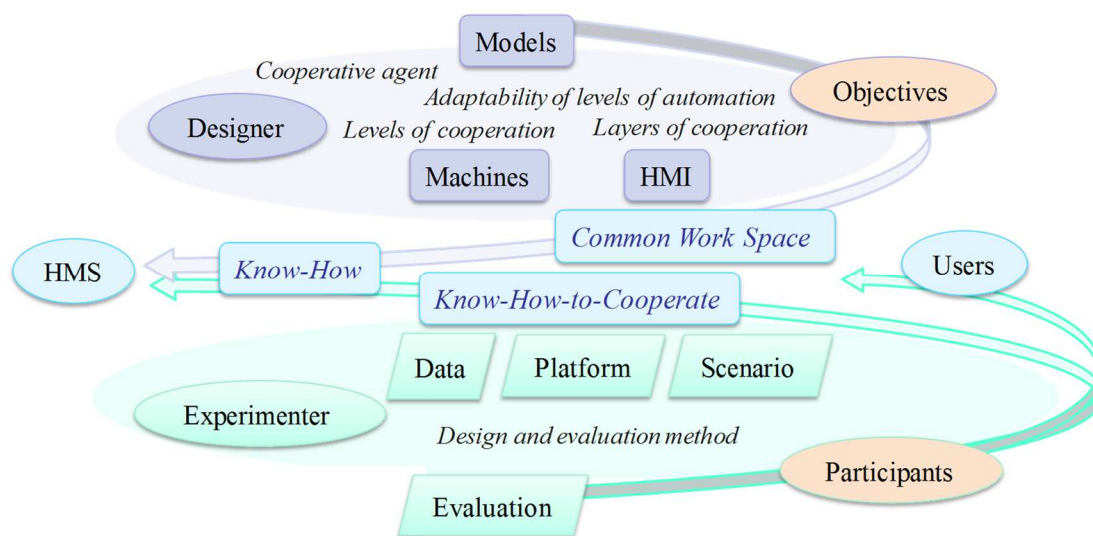 Models
Cooperative agent
Adaptability of levels of automation
Objectives
Designer
Levels of cooperation
Layers of cooperation
Machines
HMI
Common Work Space
HMS
Know-How
Users
Know-How-to-Cooperate
Data
Platform
Scenario
Experimenter
Design and evaluation method
Participants
Evaluation